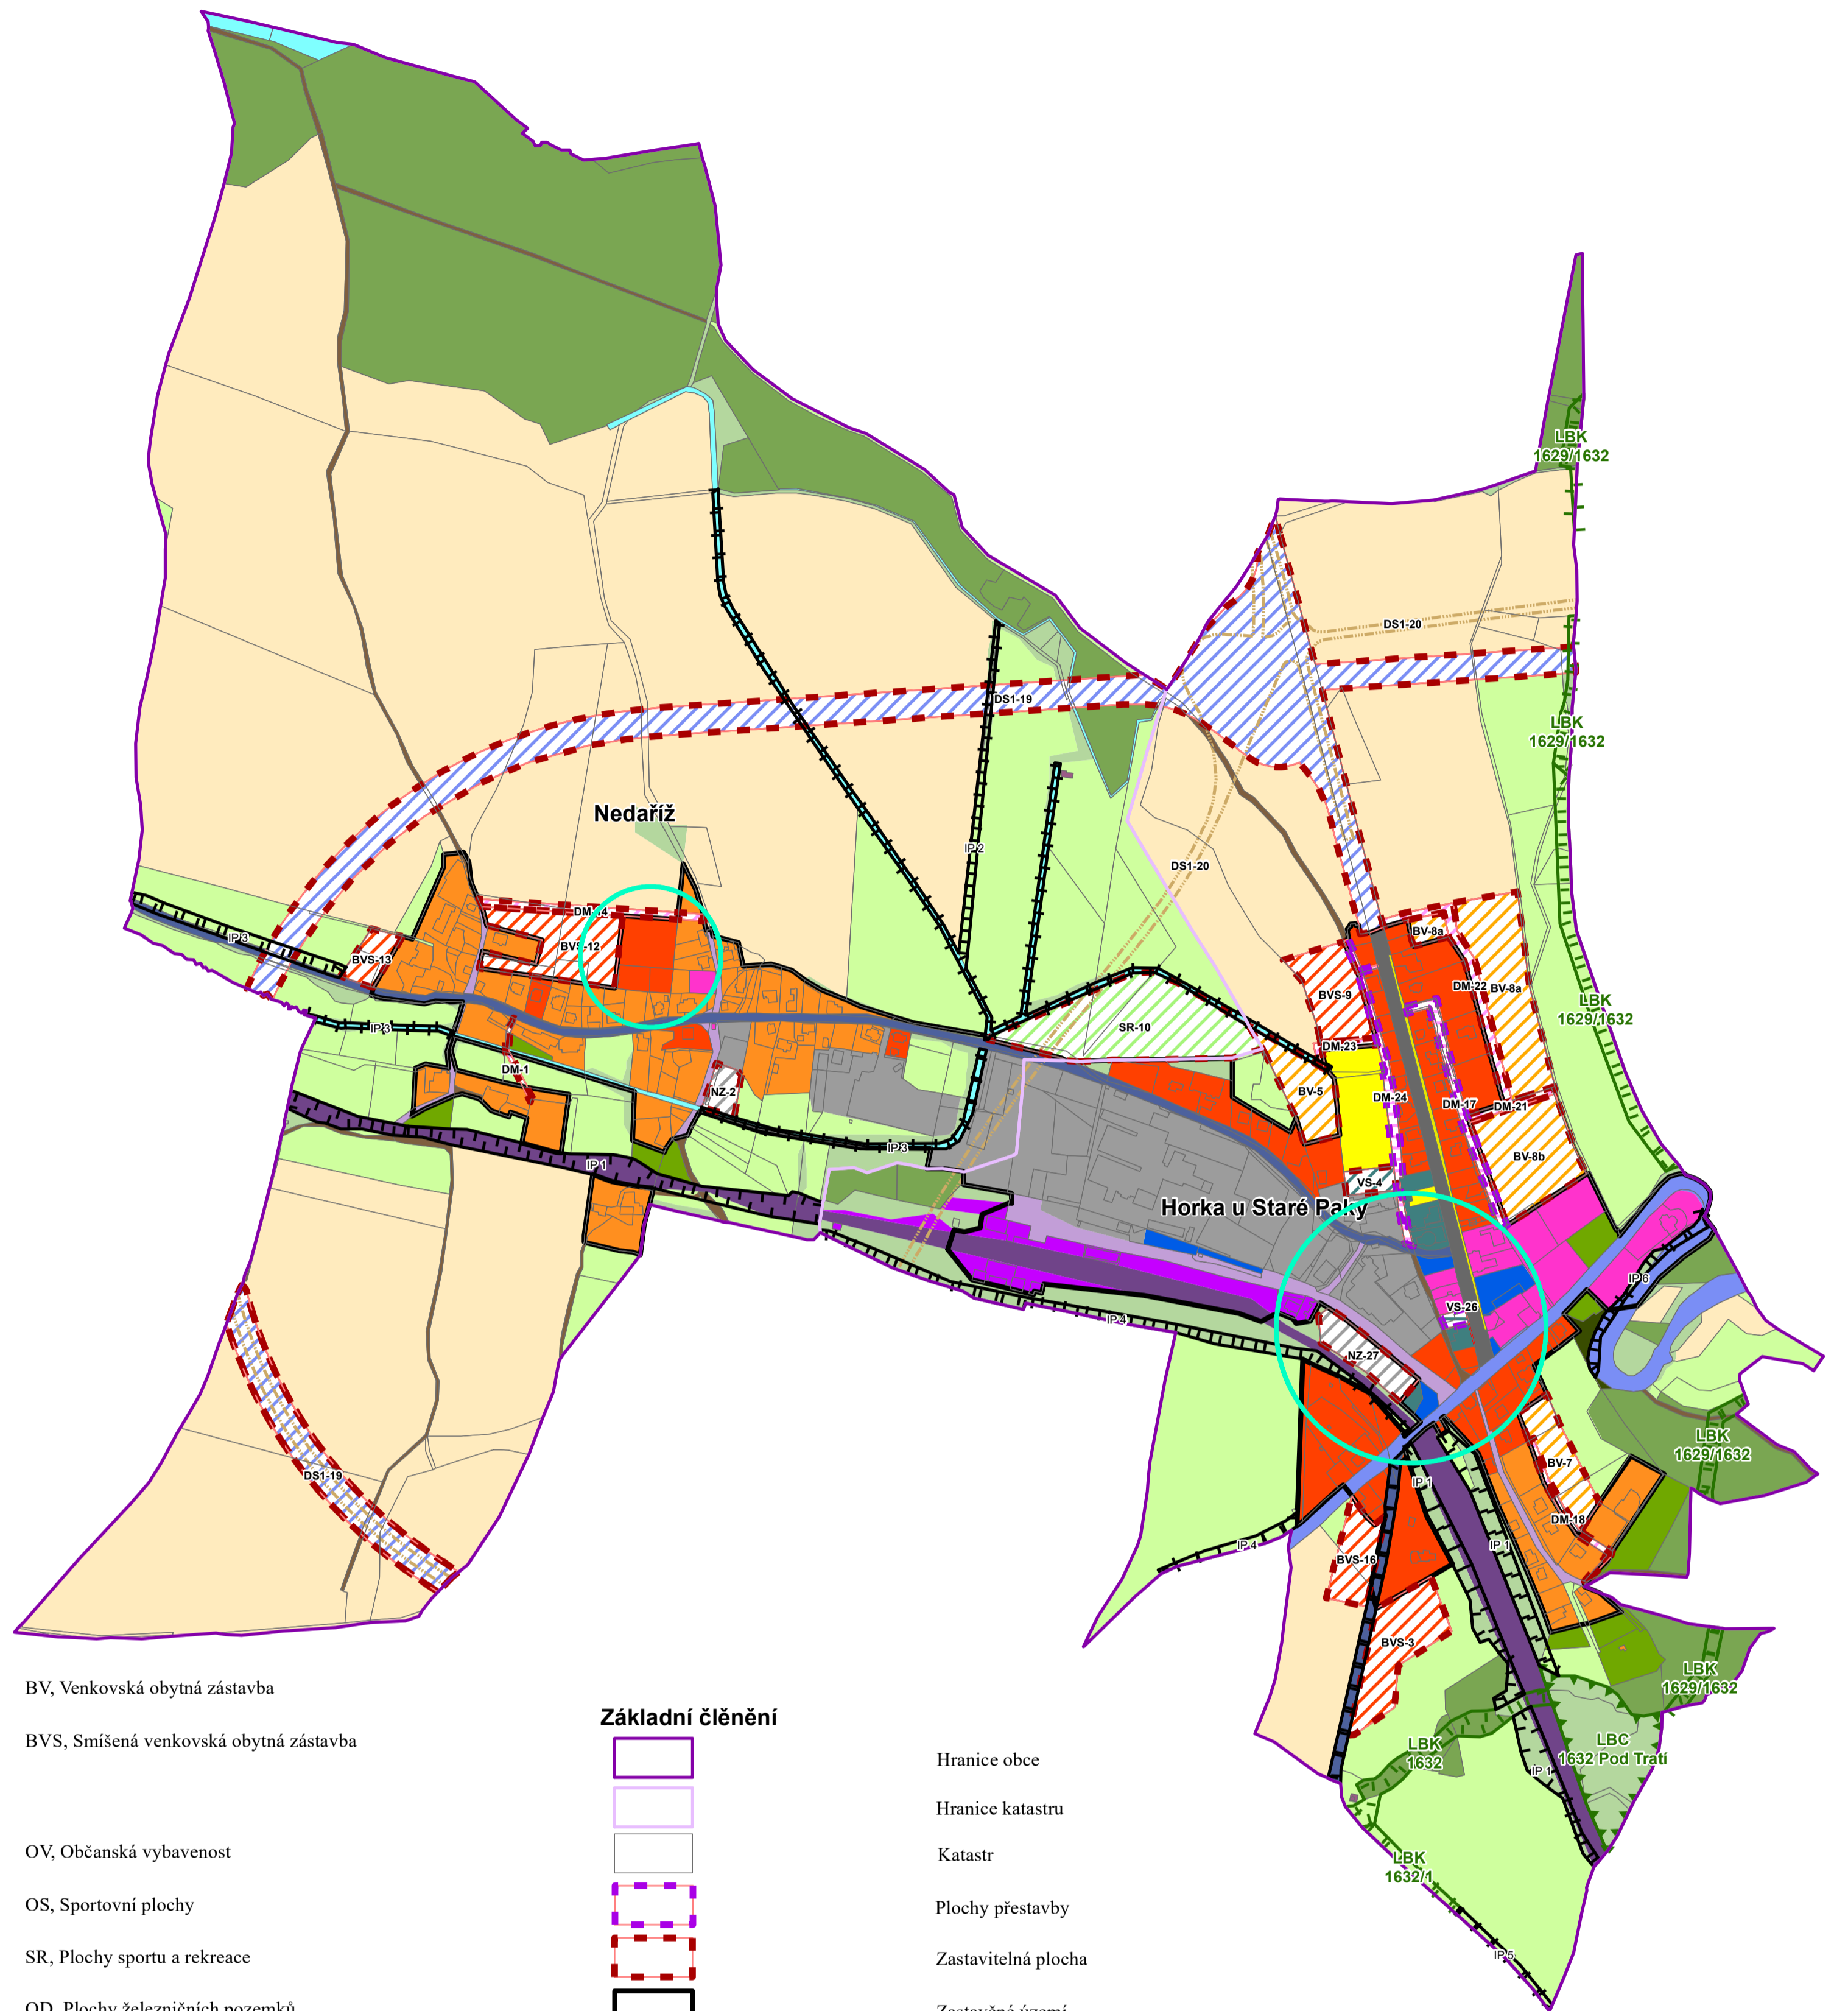 LBK
1629/1632
DS1-20
DS1-19
LBK
1629/1632
Nedaříž
IP 2
DS1-20
DM-14
BVS-12
BVS-13
IP 3
BV-8a
DM-22
BV-8a
BVS-9
LBK
1629/1632
IP 3
SR-10
DM-23
DM-1
NZ-2
BV-5
DM-24
DM-17
DM-21
IP 3
IP 1
BV-8b
VS-4
Horka u Staré Paky
IP 6
VS-26
IP 4
NZ-27
LBK
1629/1632
DS1-19
BV-7
IP 1
DM-18
IP 4
IP 1
BVS-16
BVS-3
LBK
1629/1632
LBK
1632
LBC
1632 Pod Tratí
IP 1
LBK
1632/1
IP 5
BV, Venkovská obytná zástavba
BVS, Smíšená venkovská obytná zástavba
OV, Občanská vybavenost
OS, Sportovní plochy
SR, Plochy sportu a rekreace
OD, Plochy železničních pozemků
Základní člěnění
Hranice obce
Hranice katastru
Katastr
Plochy přestavby
Zastavitelná plocha
Zastavěné území